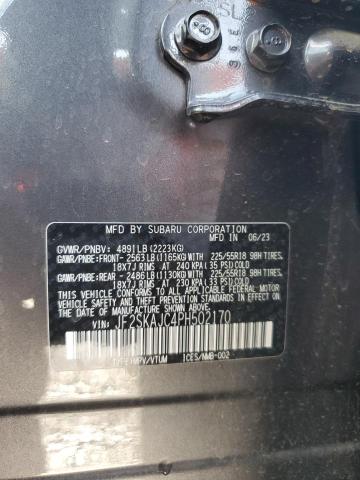 MFD BY SUBARU CORPORATION
MFD IN 06/23
GVWR/PNBV: 4891LB(2223KG)
GAWR/PNBE:FRONT- 2563LB(1165KG)WITH 225/55R18 98H TIRES,
18X7J RIMS AT 240 KPA(35 PSI)COLD
GAWR/PNBE:REAR - 2486LB(1130KG)WITH 225/55R18 98H TIRES,
18X7J RIMS AT 230 KPA(33 PSI)COLD
THIS VEHICLE CONFORMS TO ALL APPLICABLE FEDERAL MOTOR
VEHICLE SAFETY AND THEFT PREVENTION STANDARDS IN
EFFECT ON THE DATE OF MANUFACTURE SHOWN ABOVE.
VIN: JF2SKAJC4PH502170
TYPE:MPV/VTUM ICES/NMB-002